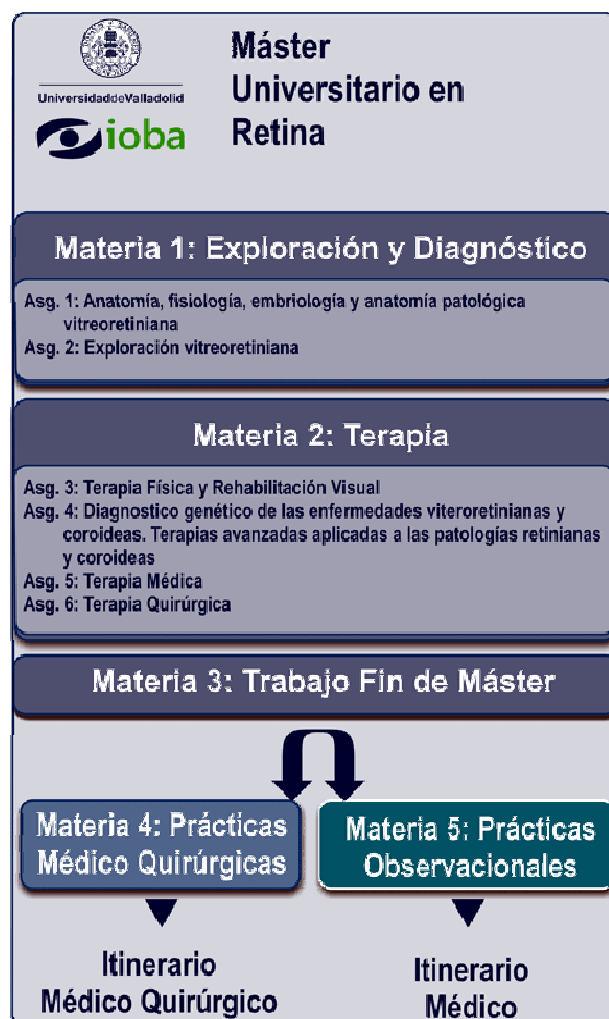 Máster
Universitario en
Retina
UniversidaddeValladolid
ioba
Materia 1: Exploración y Diagnóstico
Asg. 1: Anatomía, fisiología, embriología y anatomía patológica
vitreoretiniana
Asg. 2: Exploración vitreoretiniana
Materia 2: Terapia
Asg. 3: Terapia Física y Rehabilitación Visual
Asg. 4: Diagnostico genético de las enfermedades viteroretinianas y
coroideas. Terapias avanzadas aplicadas a las patologías retinianas
y coroideas
Asg. 5: Terapia Médica
Asg. 6: Terapia Quirúrgica
Materia 3: Trabajo Fin de Máster
Materia 4: Prácticas
Médico Quirúrgicas
Materia 5: Prácticas
Observacionales
Itinerario
Médico Quirúrgico
Itinerario
Médico